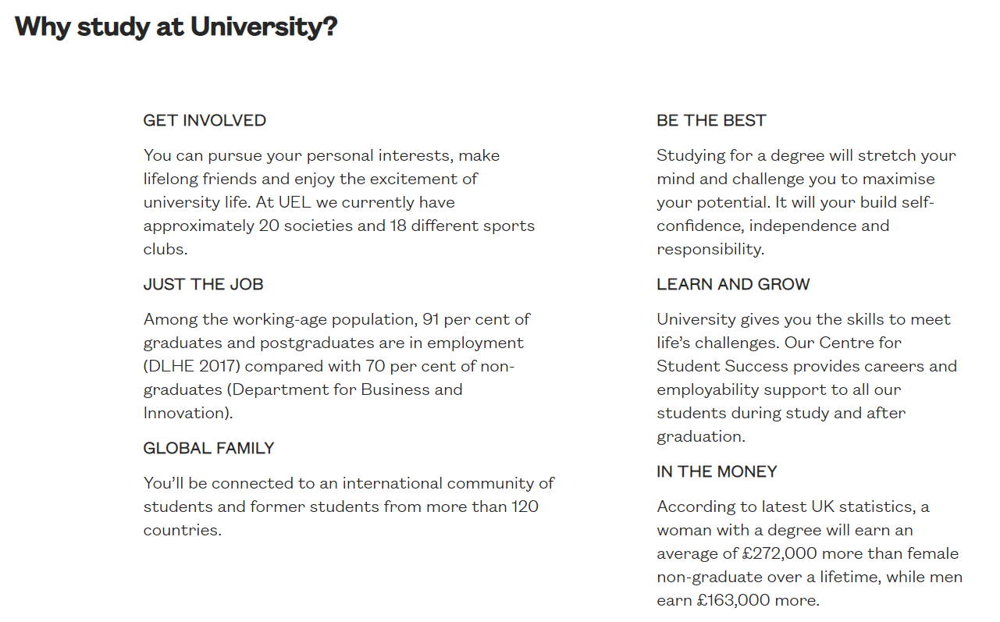 Why study at University?
GET INVOLVED
You can pursue your personal interests, make
lifelong friends and enjoy the excitement of
university life. At UEL we currently have
approximately 20 societies and 18 different sports
clubs.
JUST THE JOB
Among the working-age population, 91 per cent of
graduates and postgraduates are in employment
(DLHE 2017) compared with 70 per cent of non-
graduates (Department for Business and
Innovation).
GLOBAL FAMILY
You’ll be connected to an international community of
students and former students from more than 120
countries.
BE THE BEST
Studying for a degree will stretch your
mind and challenge you to maximise
your potential. It will your build self-
confidence, independence and
responsibility.
LEARN AND GROW
University gives you the skills to meet
life’s challenges. Our Centre for
Student Success provides careers and
employability support to all our
students during study and after
graduation.
IN THE MONEY
According to latest UK statistics, a
woman with a degree will earn an
average of £272,000 more than female
non-graduate over a lifetime, while men
earn £163,000 more.